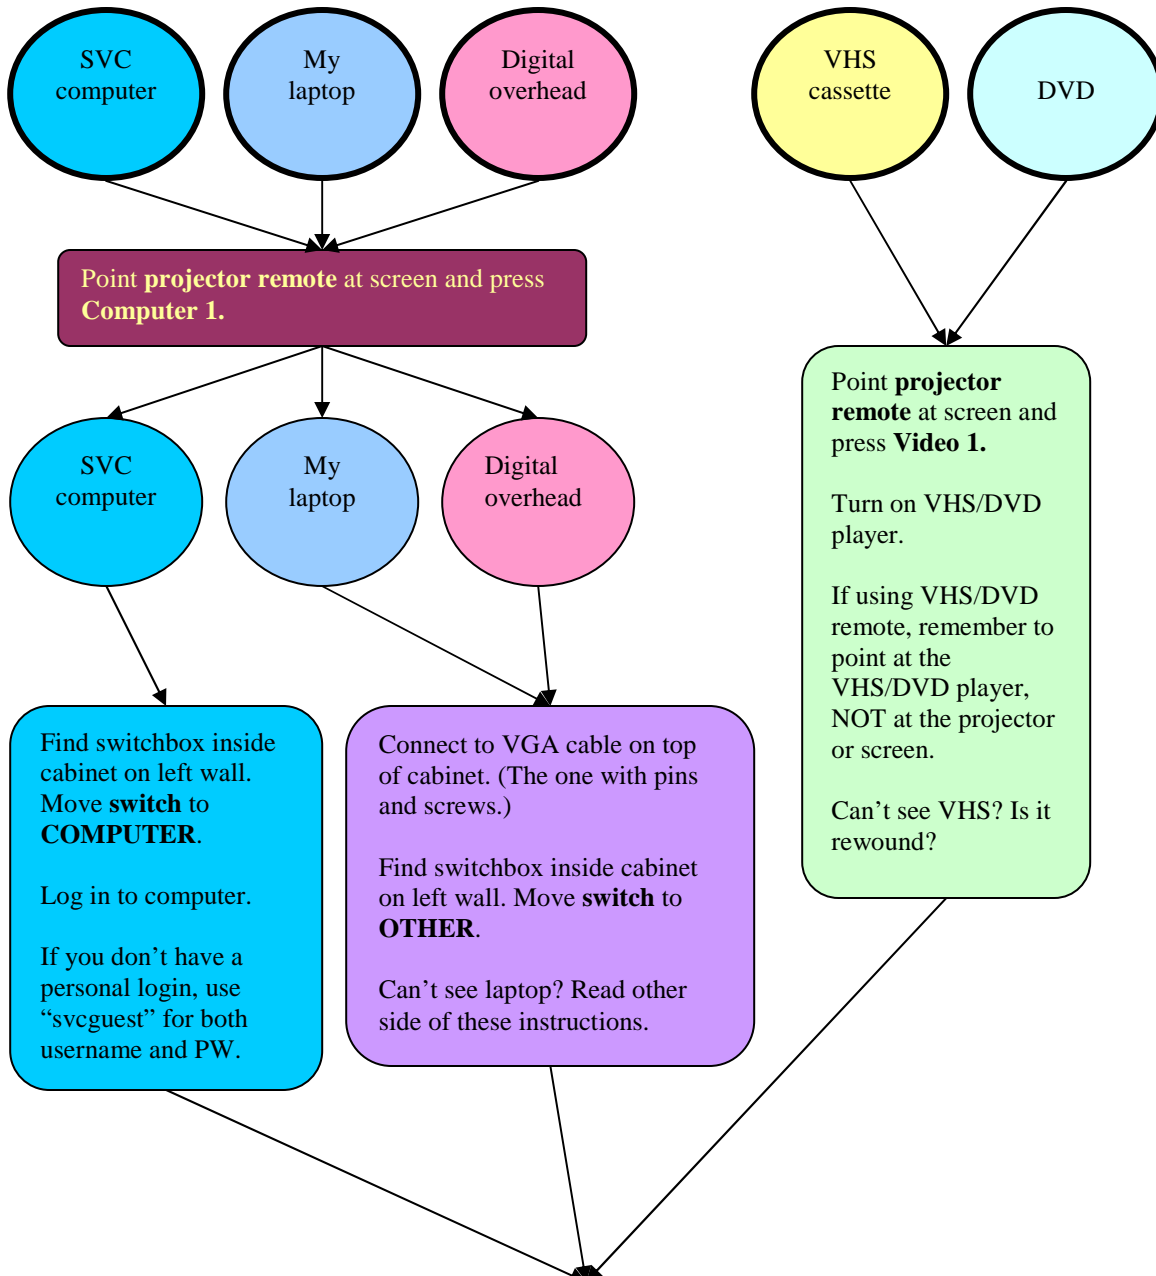 SVC
computer
My
laptop
Digital
overhead
VHS
cassette
DVD
Point projector remote at screen and press
Computer 1.
SVC
computer
My
laptop
Digital
overhead
Point projector
remote at screen and
press Video 1.
Turn on VHS/DVD
player.
If using VHS/DVD
remote, remember to
point at the
VHS/DVD player,
NOT at the projector
or screen.
Can’t see VHS? Is it
rewound?
Find switchbox inside
cabinet on left wall.
Move switch to
COMPUTER.
Log in to computer.
If you don’t have a
personal login, use
“svcguest” for both
username and PW.
Connect to VGA cable on top
of cabinet. (The one with pins
and screws.)
Find switchbox inside cabinet
on left wall. Move switch to
OTHER.
Can’t see laptop? Read other
side of these instructions.